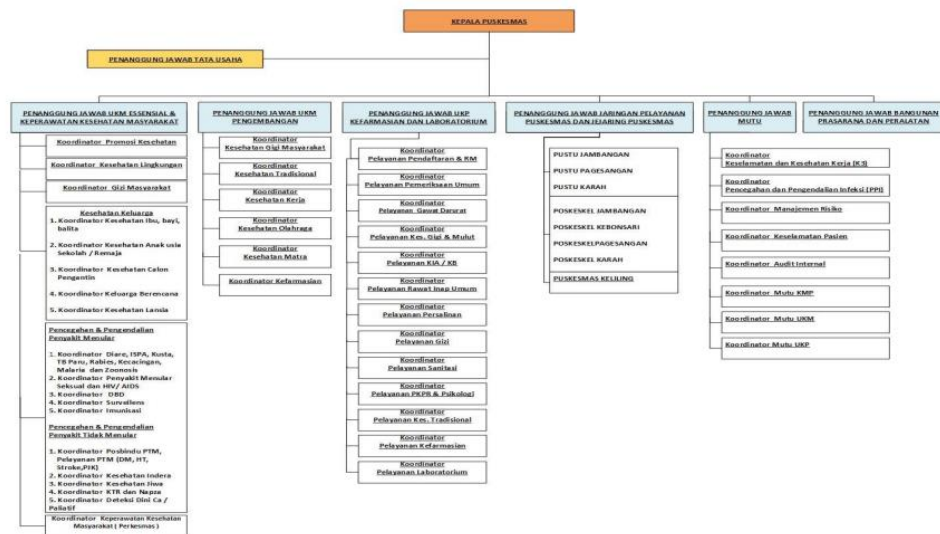 KEPALA PUSKESMAS
PENANGGUNG JAWAB TATA USAHA
PENANGGUNG JAWAB UKM ESSENSIAL &
KEPERAWATAN KESEHATAN MASYARAKAT
Koordinator Promosi Kesehatan
Koordinator Kesehatan Lingkungan
Koordinator Gizi Masyarakat
Kesehatan Keluarga
1. Koordinator Kesehatan Ibu, bayi,
balita
2. Koordinator Kesehatan Anak usia
Sekolah / Remaja
3. Koordinator Kesehatan Calon
Pengantin
4. Koordinator Keluarga Berencana
5. Koordinator Kesehatan Lansia
Pencegahan & Pengendalian
Penyakit Menular
1. Koordinator Diare, ISPA, Kusta,
TB Paru, Rabies, Kecacingan,
Malaria dan Zoonosis
2. Koordinator Penyakit Menular
Seksual dan HIV/ AIDS
3. Koordinator DBD
4. Koordinator Survellens
5. Koordinator Imunisasi
Pencegahan & Pengendalian
Penyakit Tidak Menular
1. Koordinator Posbindu PTM,
Pelayanan PTM (DM, HT,
Stroke,PJK)
2. Koordinator Kesehatan Indera
3. Koordinator Kesehatan Jiwa
4. Koordinator KTR dan Napza
5. Koordinator Deteksi Dini Ca /
Paliatif
Koordinator Keperawatan Kesehatan
Masyarakat ( Perkesmas )
PENANGGUNG JAWAB UKM
PENGEMBANGAN
Koordinator
Kesehatan Gigi Masyarakat
Koordinator
Kesehatan Tradisional
Koordinator
Kesehatan Kerja
Koordinator
Kesehatan Olahraga
Koordinator
Kesehatan Matra
Koordinator Kefarmasian
PENANGGUNG JAWAB UKP
KEFARMASIAN DAN LABORATORIUM
Koordinator
Pelayanan Pendaftaran & RM
Koordinator
Pelayanan Pemeriksaan Umum
Koordinator
Pelayanan Gawat Darurat
Koordinator
Pelayanan Kes. Gigi & Mulut
Koordinator
Pelayanan KIA / KB
Koordinator
Pelayanan Rawat Inap Umum
Koordinator
Pelayanan Persalinan
Koordinator
Pelayanan Gizi
Koordinator
Pelayanan Sanitasi
Koordinator
Pelayanan PKPR & Psikologi
Koordinator
Pelayanan Kes. Tradisional
Koordinator
Pelayanan Kefarmasian
Koordinator
Pelayanan Laboratorium
PENANGGUNG JAWAB JARINGAN PELAYANAN
PUSKESMAS DAN JEJARING PUSKESMAS
PUSTU JAMBANGAN
PUSTU PAGESANGAN
PUSTU KARAH
POSKESKEL JAMBANGAN
POSKESKEL KEBONSARI
POSKESKELPAGESANGAN
POSKESKEL KARAH
PUSKESMAS KELILING
PENANGGUNG JAWAB
MUTU
Koordinator
Keselamatan dan Kesehatan Kerja (K3)
Koordinator
Pencegahan dan Pengendalian Infeksi (PPI)
Koordinator Manajemen Risiko
Koordinator Keselamatan Pasien
Koordinator Audit Internal
Koordinator Mutu KMP
Koordinator Mutu UKM
Koordinator Mutu UKP
PENANGGUNG JAWAB BANGUNAN
PRASARANA DAN PERALATAN